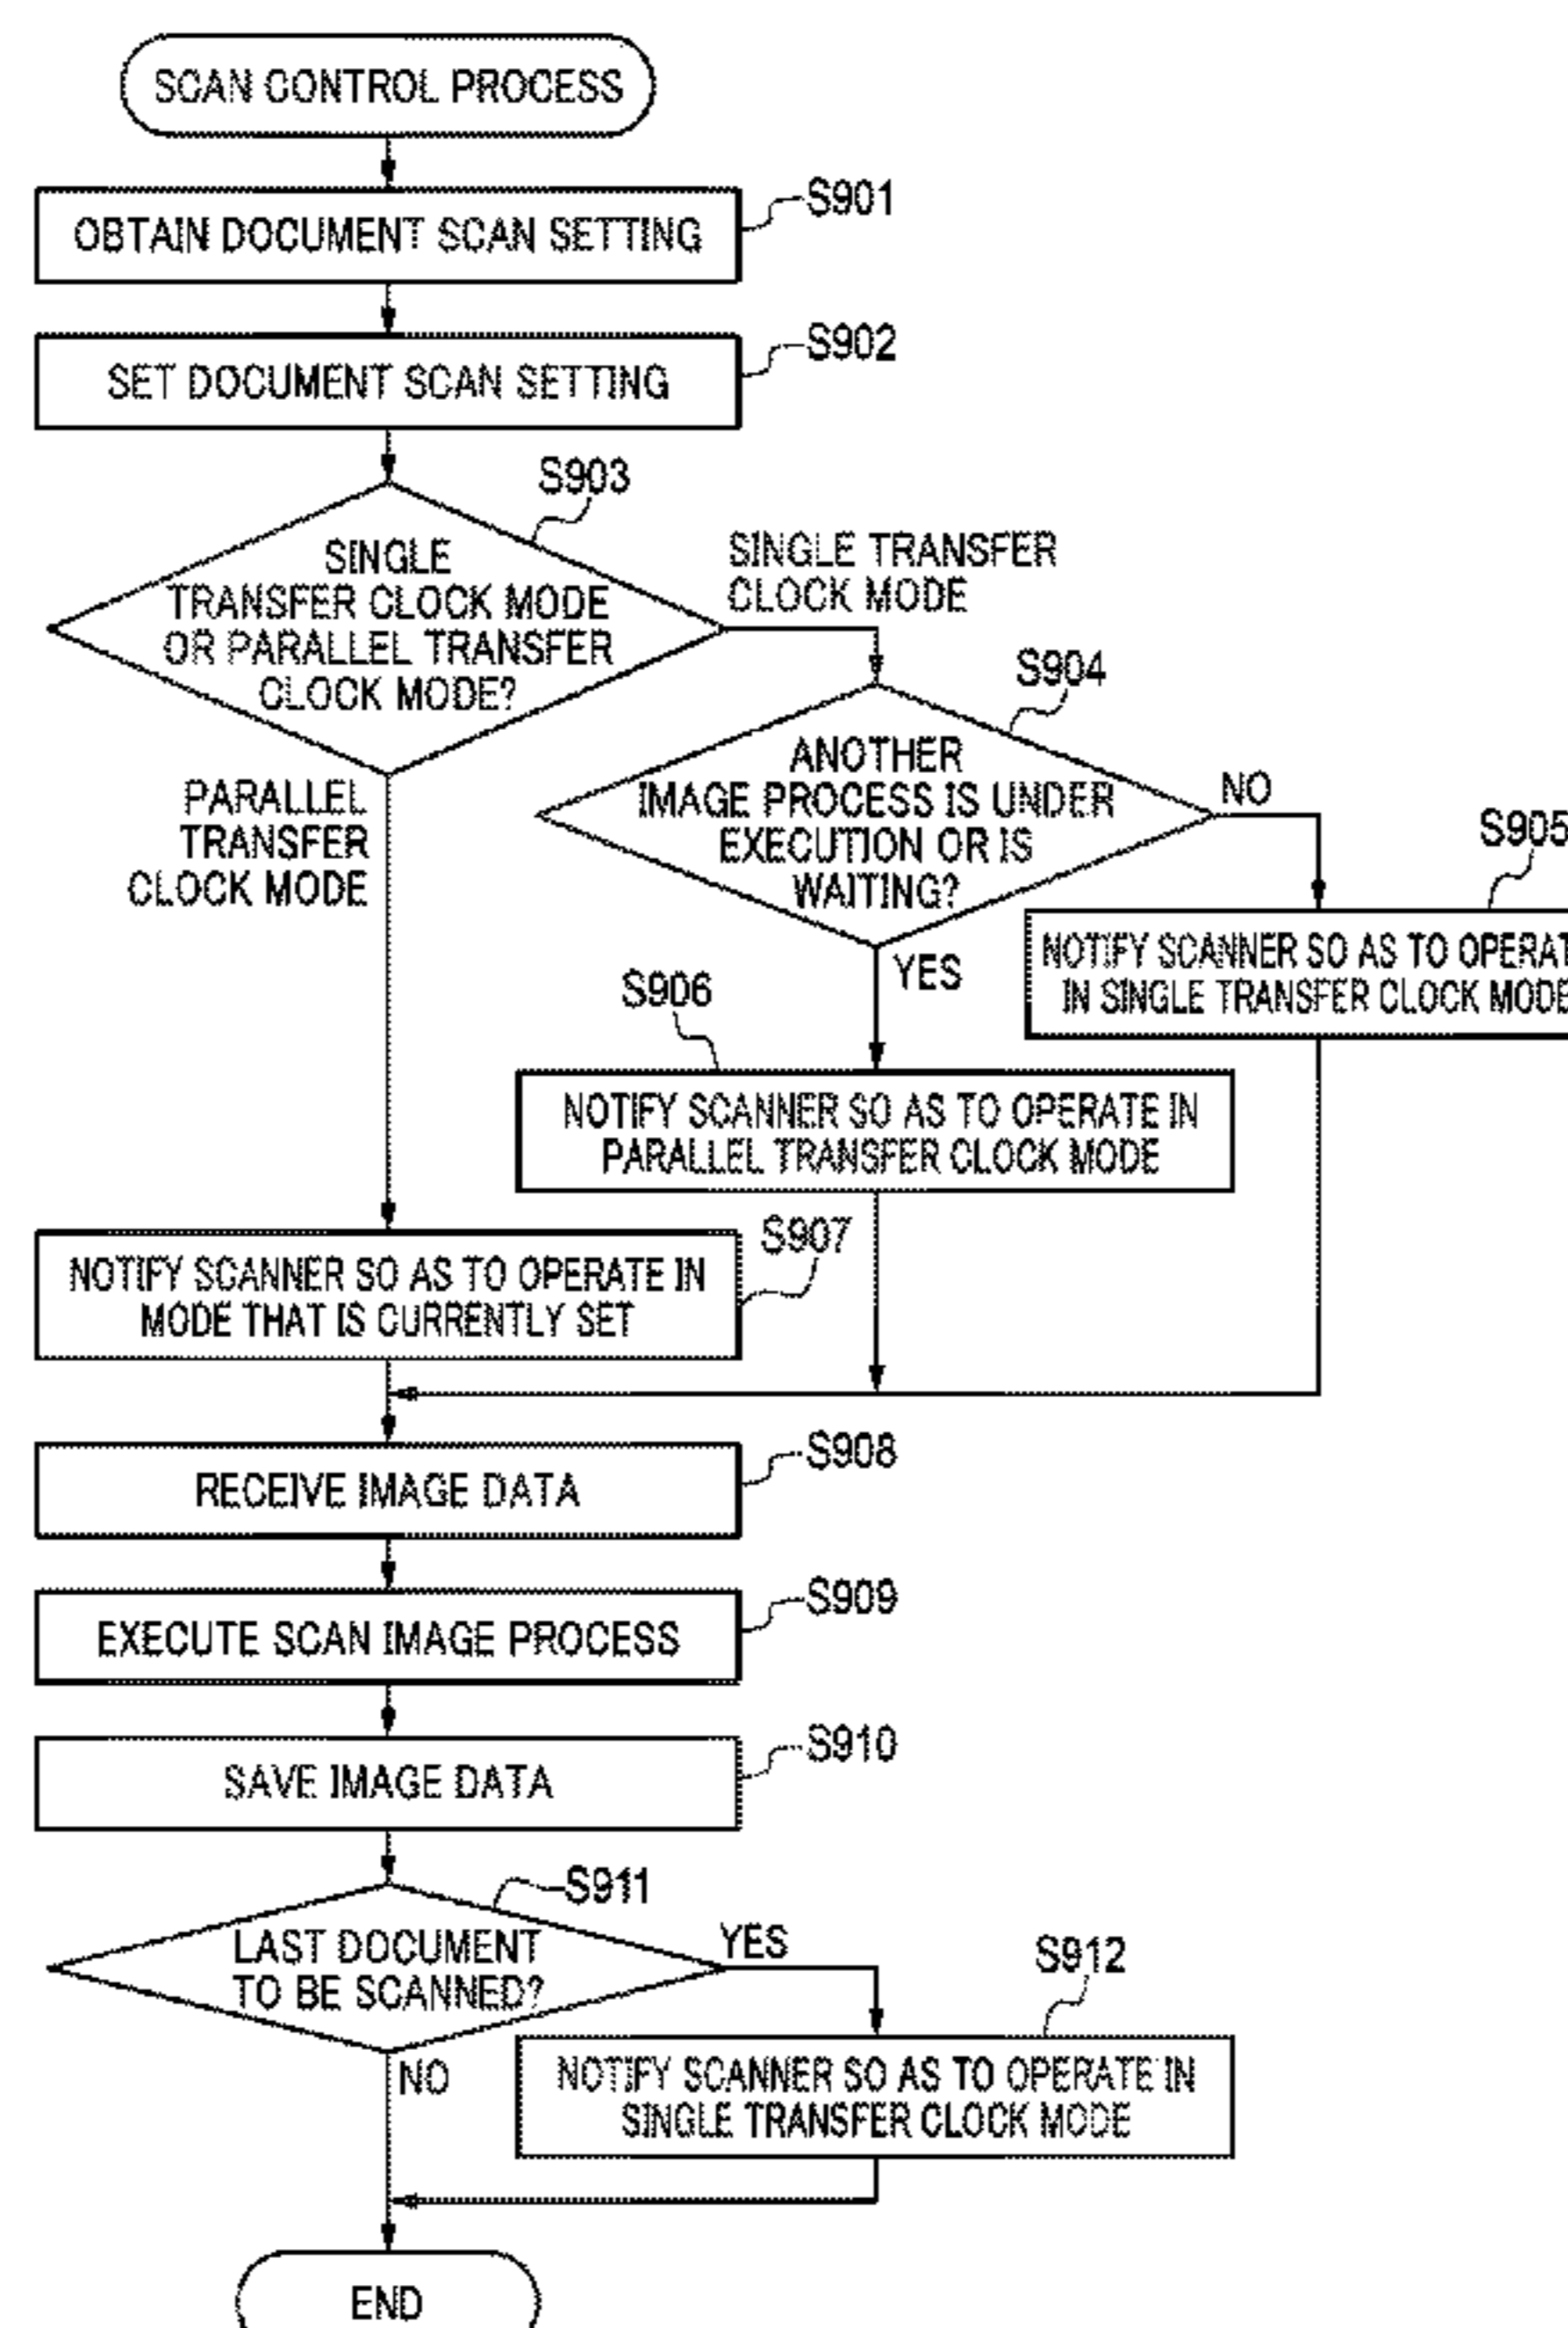 SCAN CONTROL PROCESS
S901
OBTAIN DOCUMENT SCAN SETTING
S902
SET DOCUMENT SCAN SETTING
S903
SINGLE
TRANSFER CLOCK MODE
OR PARALLEL TRANSFER
CLOCK MODE?
SINGLE TRANSFER
CLOCK MODE
PARALLEL
TRANSFER
CLOCK MODE
S904
ANOTHER
IMAGE PROCESS IS UNDER
EXECUTION OR IS
WAITING?
NO
YES
S905
NOTIFY SCANNER SO AS TO OPERATE
IN SINGLE TRANSFER CLOCK MODE
S906
NOTIFY SCANNER SO AS TO OPERATE IN
PARALLEL TRANSFER CLOCK MODE
S907
NOTIFY SCANNER SO AS TO OPERATE IN
MODE THAT IS CURRENTLY SET
S908
RECEIVE IMAGE DATA
S909
EXECUTE SCAN IMAGE PROCESS
S910
SAVE IMAGE DATA
S911
LAST DOCUMENT
TO BE SCANNED?
YES
NO
S912
NOTIFY SCANNER SO AS TO OPERATE IN
SINGLE TRANSFER CLOCK MODE
END